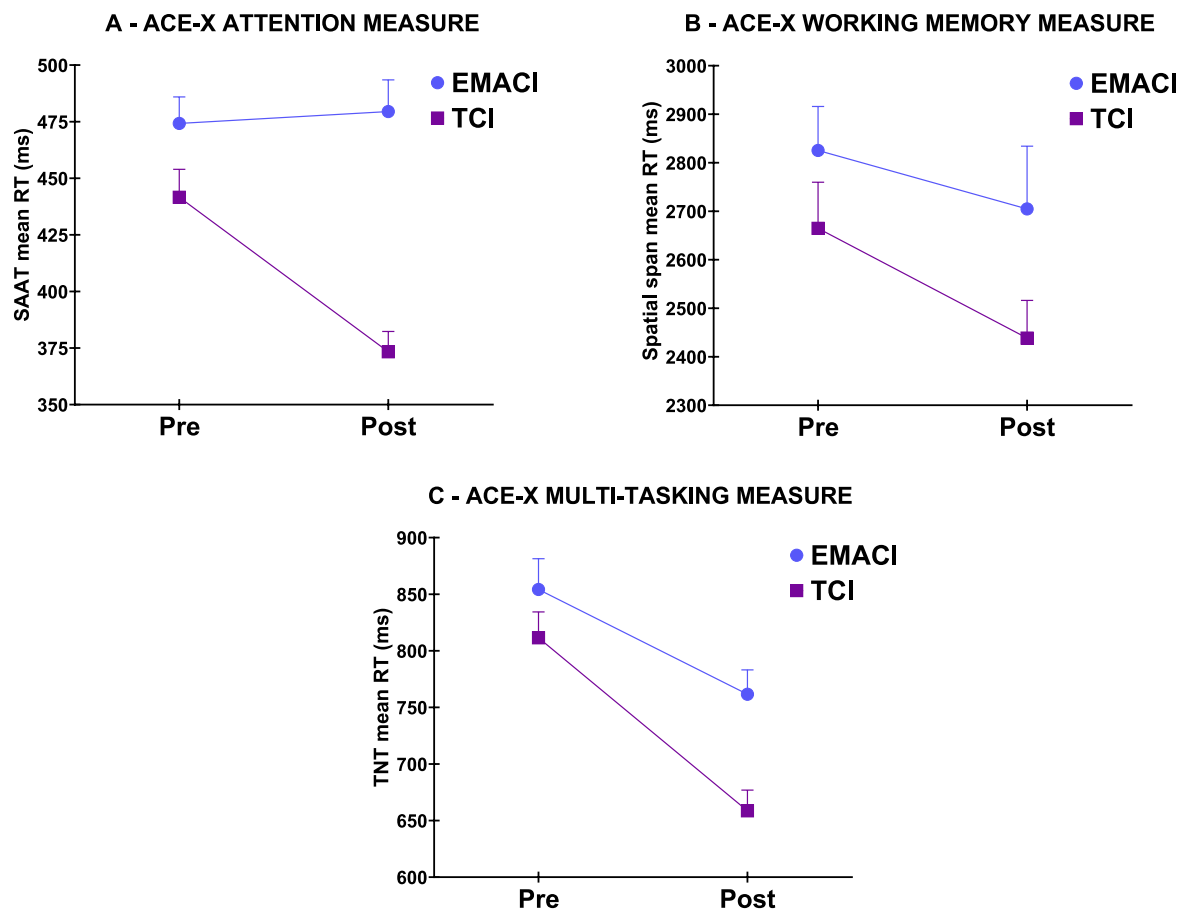 A - ACE-X ATTENTION MEASURE
SAAT mean RT (ms)
500
475
450
425
400
375
350
Pre
Post
EMACI
TCI
B - ACE-X WORKING MEMORY MEASURE
Spatial span mean RT (ms)
3000
2900
2800
2700
2600
2500
2400
2300
Pre
Post
EMACI
TCI
C - ACE-X MULTI-TASKING MEASURE
TNT mean RT (ms)
900
850
800
750
700
650
600
Pre
Post
EMACI
TCI